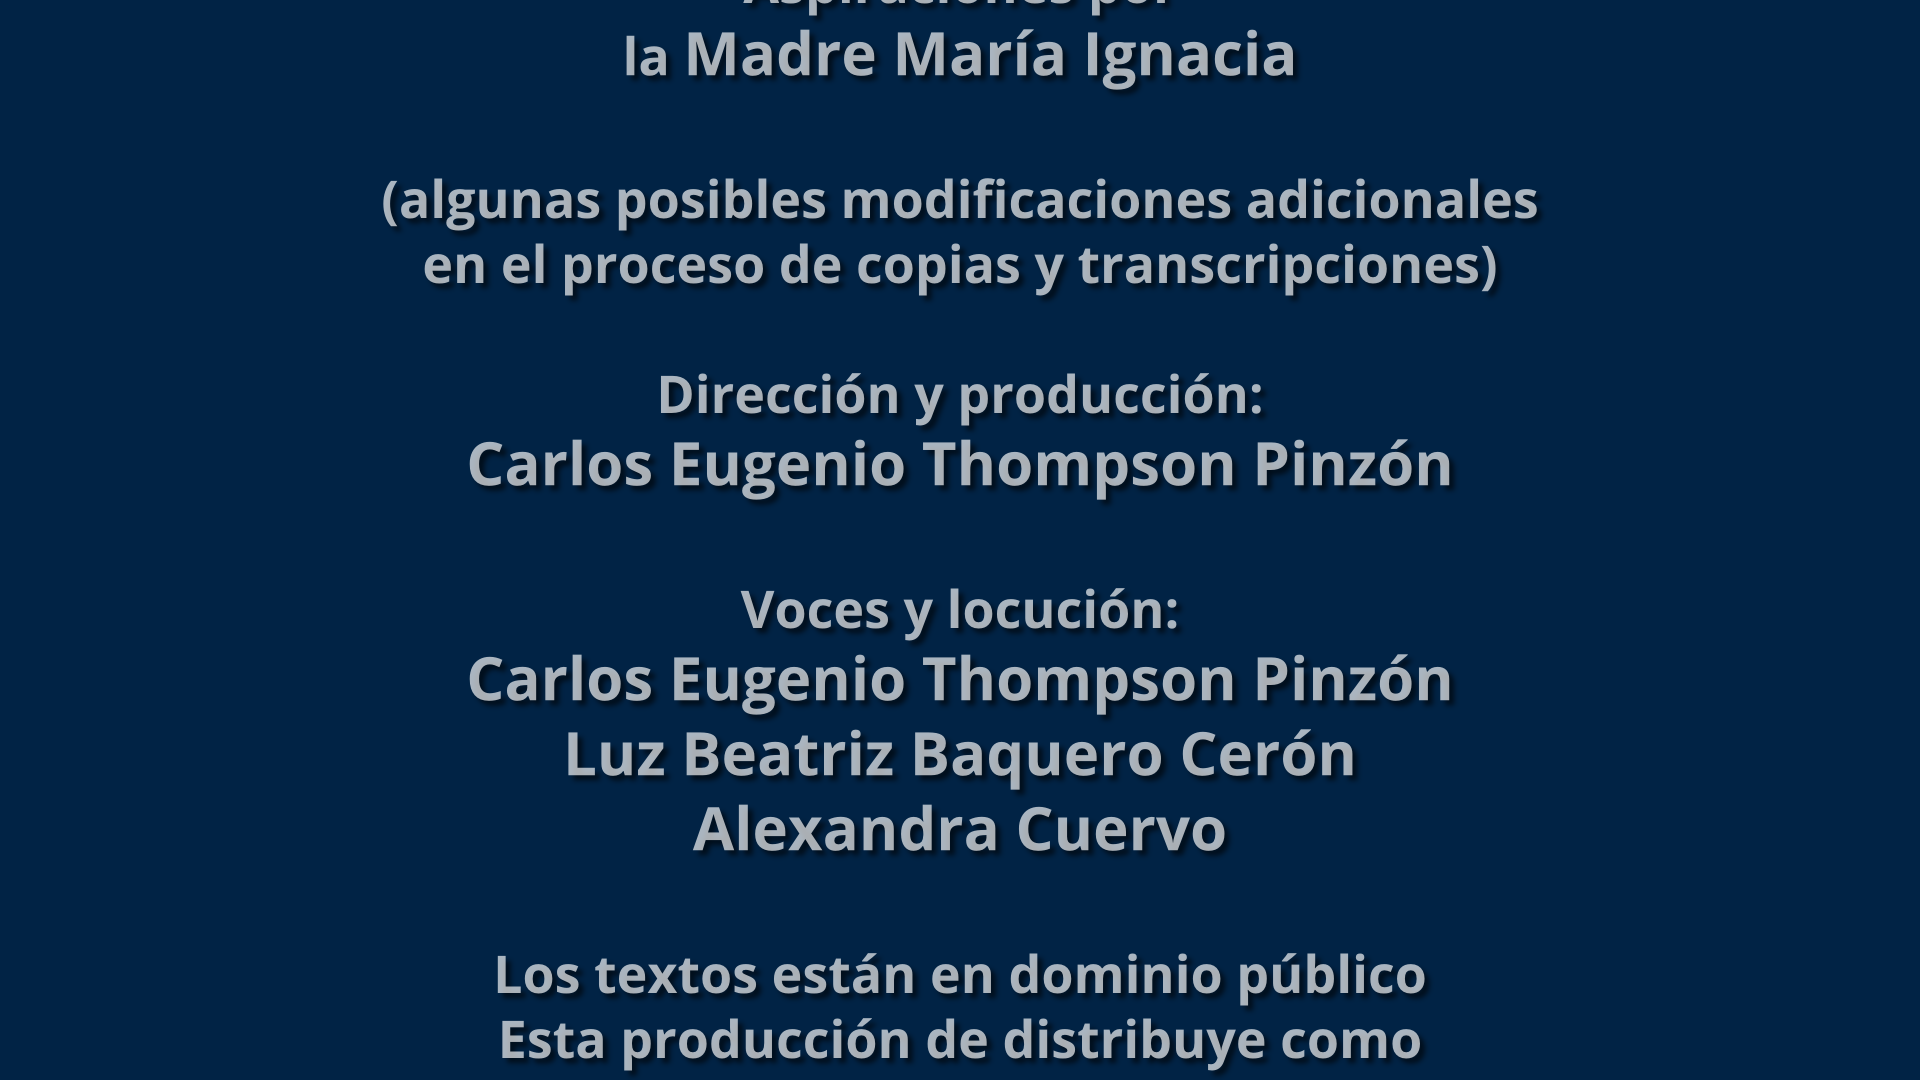 Aspiraciones por
la Madre María Ignacia
(algunas posibles modificaciones adicionales
en el proceso de copias y transcripciones)
Dirección y producción:
Carlos Eugenio Thompson Pinzón
Voces y locución:
Carlos Eugenio Thompson Pinzón
Luz Beatriz Baquero Cerón
Alexandra Cuervo
Los textos están en dominio público
Esta producción de distribuye como